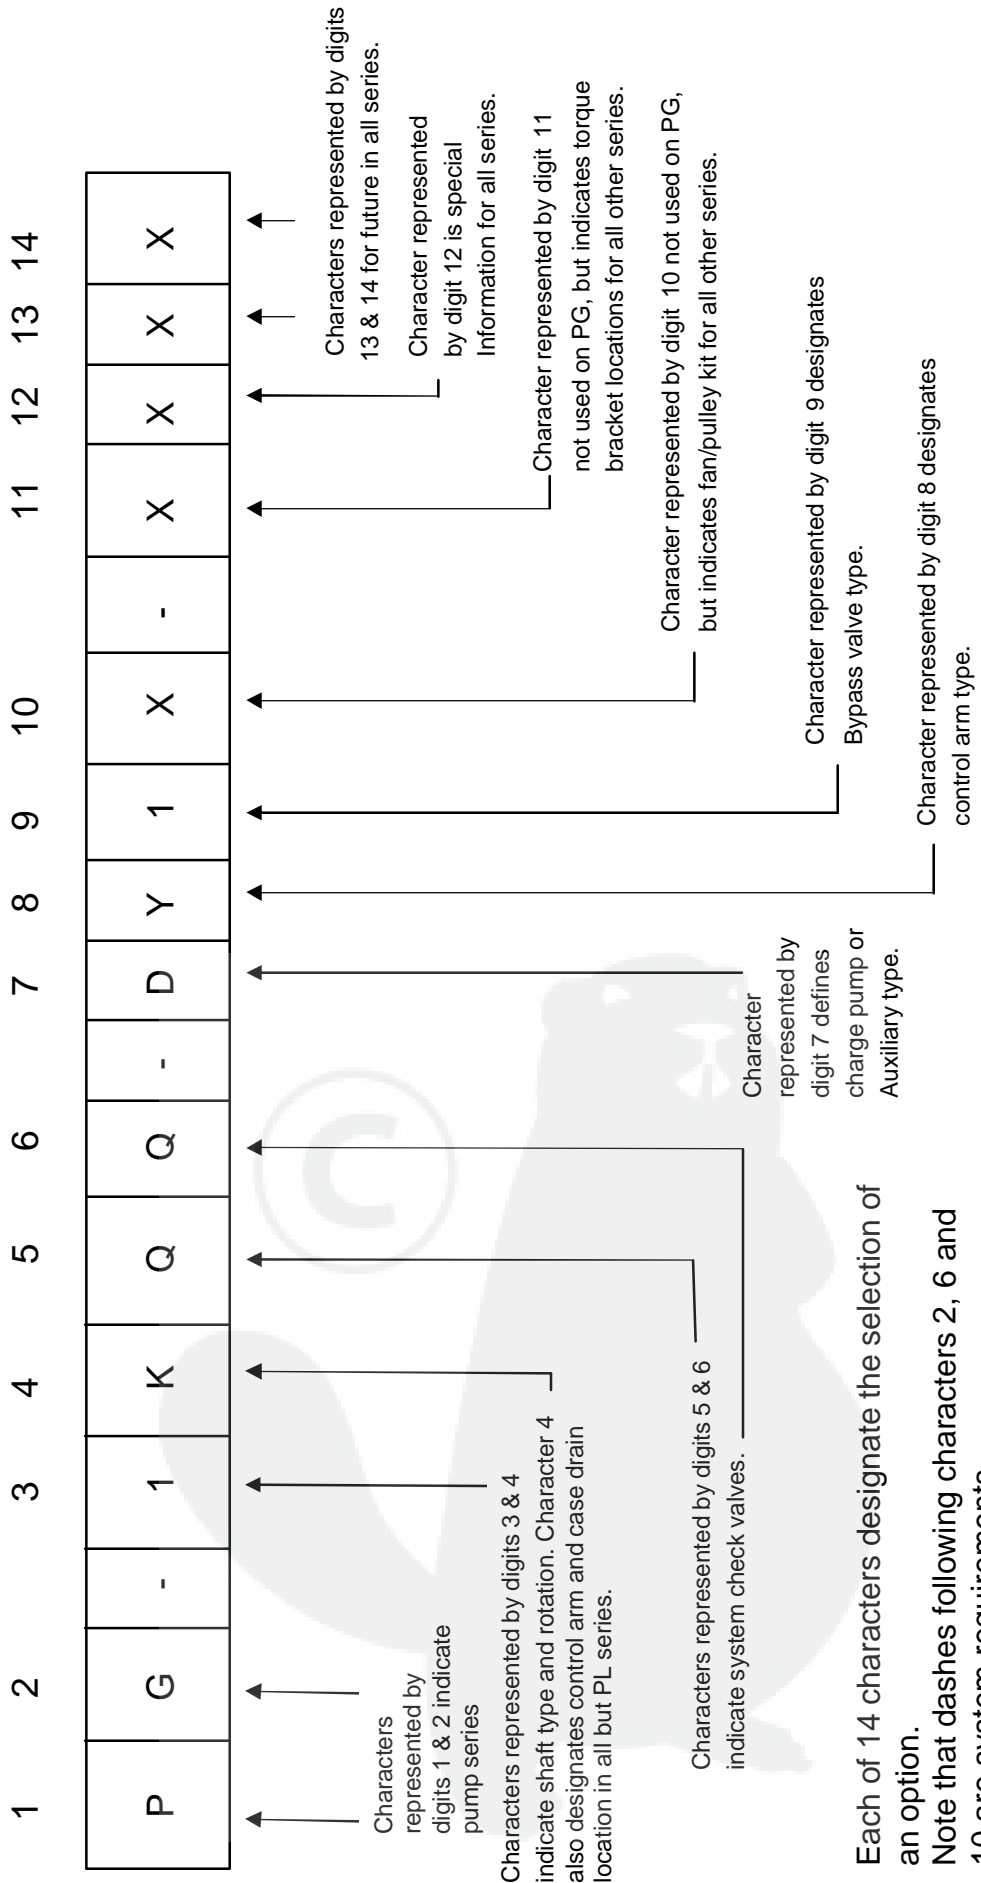 1 2 3 4 5 6 7 8 9 10 11 12 13 14
P G - 1 K Q Q - D Y 1 X - X X X X
Characters
represented by
digits 1 & 2 indicate
pump series
Characters represented by digits 3 & 4
indicate shaft type and rotation. Character 4
also designates control arm and case drain
location in all but PL series.
Characters represented by digits 5 & 6
indicate system check valves.
Character
represented by
digit 7 defines
charge pump or
Auxiliary type.
Character represented by digit 8 designates
control arm type.
Character represented by digit 9 designates
Bypass valve type.
Character represented by digit 10 not used on PG,
but indicates fan/pulley kit for all other series.
Character represented by digit 11
not used on PG, but indicates torque
bracket locations for all other series.
Character represented
by digit 12 is special
Information for all series.
Characters represented by digits
13 & 14 for future in all series.
Each of 14 characters designate the selection of
an option.
Note that dashes following characters 2, 6 and
10 are system requirements
©